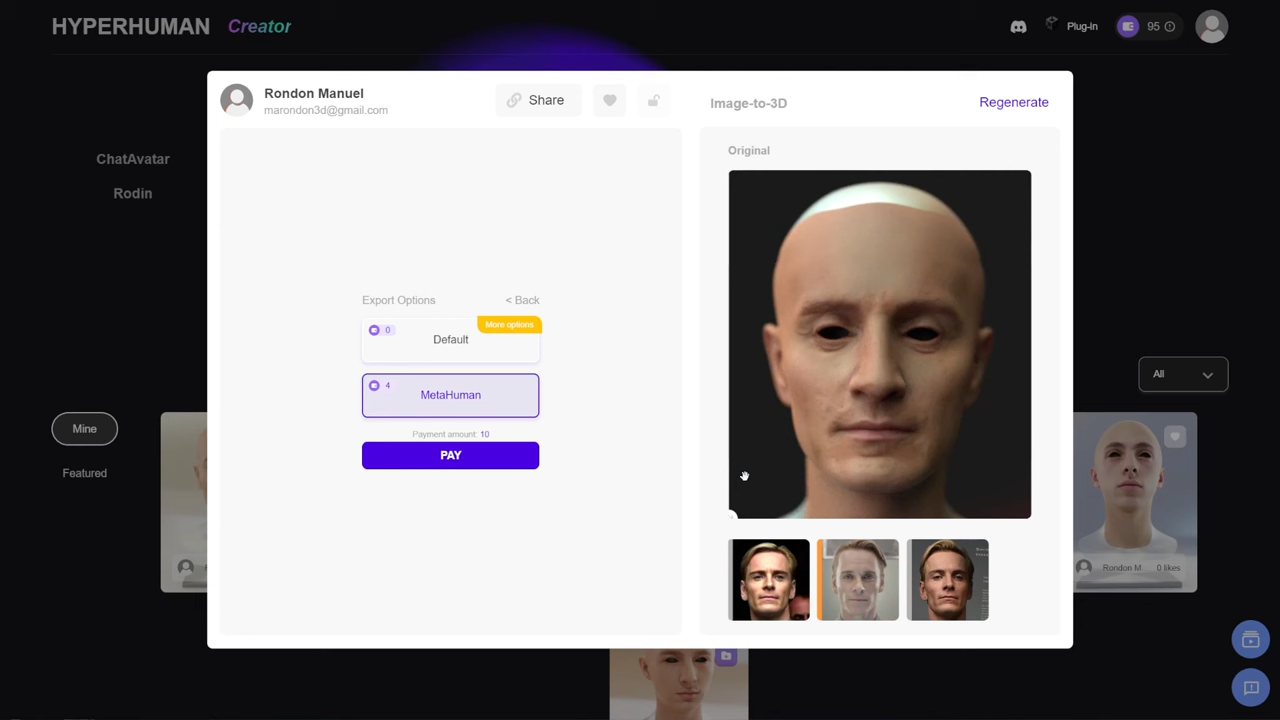 HYPERHUMAN Creator
Plug-in
95
Rondon Manuel
marondon3d@gmail.com
Share
Image-to-3D
Regenerate
Original
ChatAvatar
Rodin
Export Options
< Back
More options
0
Default
4
MetaHuman
Payment amount: 10
PAY
All
Mine
Featured
Rondon M
0 likes